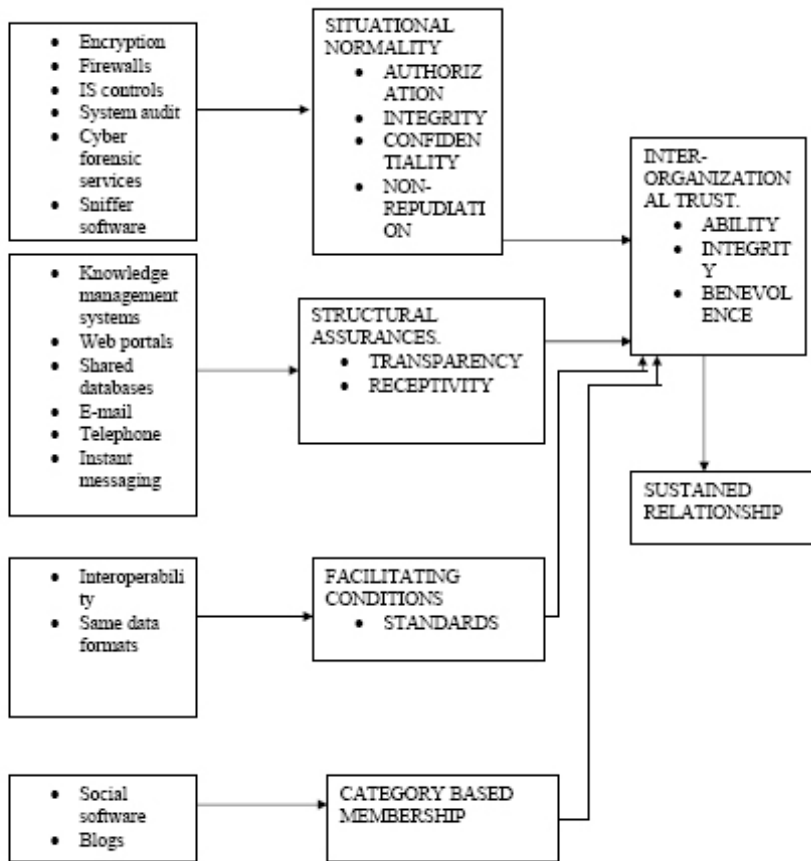 Encryption
Firewalls
IS controls
System audit
Cyber
forensic
services
Sniffer
software
SITUATIONAL
NORMALITY
AUTHORIZ
ATION
INTEGRITY
CONFIDEN
TIALITY
NON-
REPUDIATI
ON
INTER-
ORGANIZATION
AL TRUST.
ABILITY
INTEGRIT
Y
BENEVOL
ENCE
Knowledge
management
systems
Web portals
Shared
databases
E-mail
Telephone
Instant
messaging
STRUCTURAL
ASSURANCES.
TRANSPARENCY
RECEPTIVITY
SUSTAINED
RELATIONSHIP
Interoperabili
ty
Same data
formats
FACILITATING
CONDITIONS
STANDARDS
Social
software
Blogs
CATEGORY BASED
MEMBERSHIP